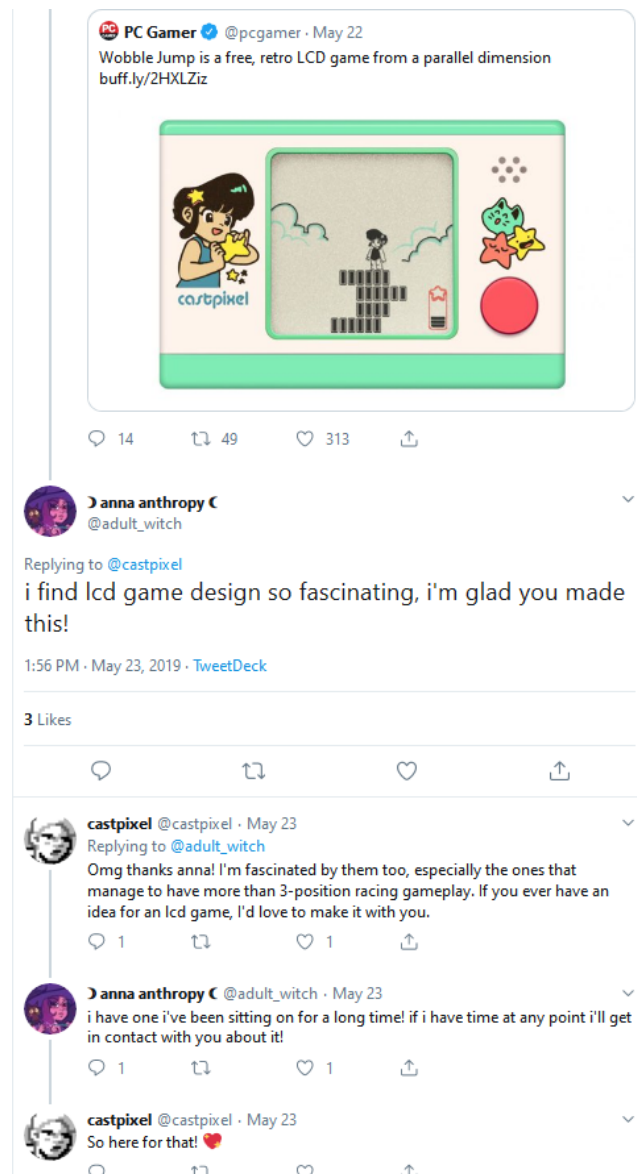 PC Gamer @pcgamer · May 22
Wobble Jump is a free, retro LCD game from a parallel dimension
buff.ly/2HXLZiz
castpixel
14 49 313
☽ anna anthropy ☾
@adult_witch
Replying to @castpixel
i find lcd game design so fascinating, i'm glad you made
this!
1:56 PM · May 23, 2019 · TweetDeck
3 Likes
castpixel @castpixel · May 23
Replying to @adult_witch
Omg thanks anna! I'm fascinated by them too, especially the ones that
manage to have more than 3-position racing gameplay. If you ever have an
idea for an lcd game, I'd love to make it with you.
1 1
☽ anna anthropy ☾ @adult_witch · May 23
i have one i've been sitting on for a long time! if i have time at any point i'll get
in contact with you about it!
1 1
castpixel @castpixel · May 23
So here for that! 💖